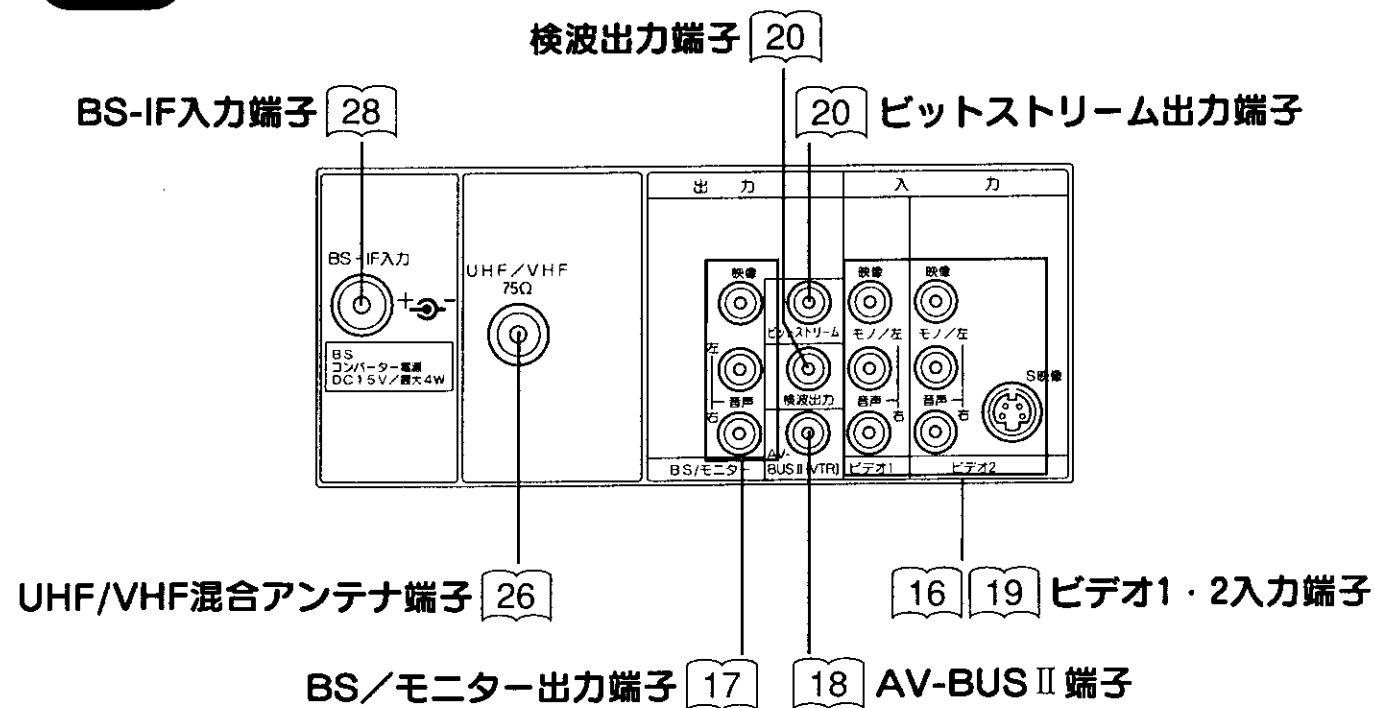 検波出力端子 20
BS-IF入力端子 28
20 ビットストリーム出力端子
出 力
入 力
BS-IF入力
+ -
BS
コンバーター電源
DC15V/最大4W
UHF/VHF
75Ω
映像
左
音声
右
BS/モニター
ビットストリーム
検波出力
AV-
BUSⅡ(VTR)
映像
モノ/左
音声
右
ビデオ1
映像
モノ/左
音声
右
S映像
ビデオ2
UHF/VHF混合アンテナ端子 26
16 19 ビデオ1・2入力端子
BS/モニター出力端子 17
18 AV-BUSⅡ端子